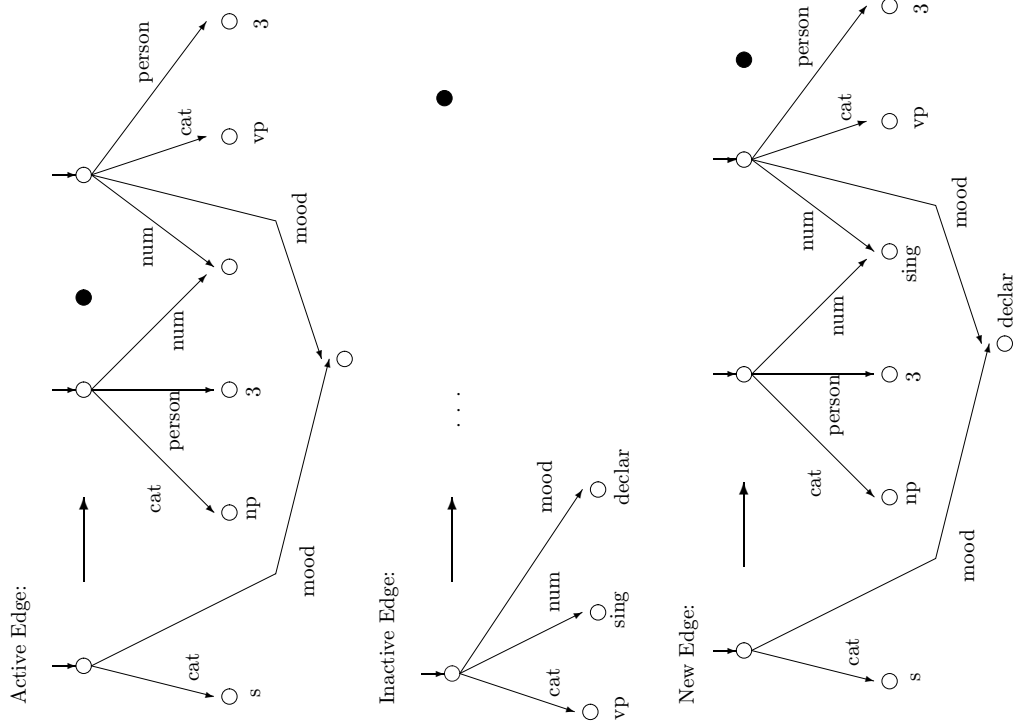 Active Edge:
cat
s
mood
cat
np
person
3
num
num
mood
cat
vp
person
3
Inactive Edge:
cat
vp
num
sing
mood
declar
. . .
New Edge:
cat
s
mood
cat
np
person
3
num
num
sing
mood
declar
cat
vp
person
3